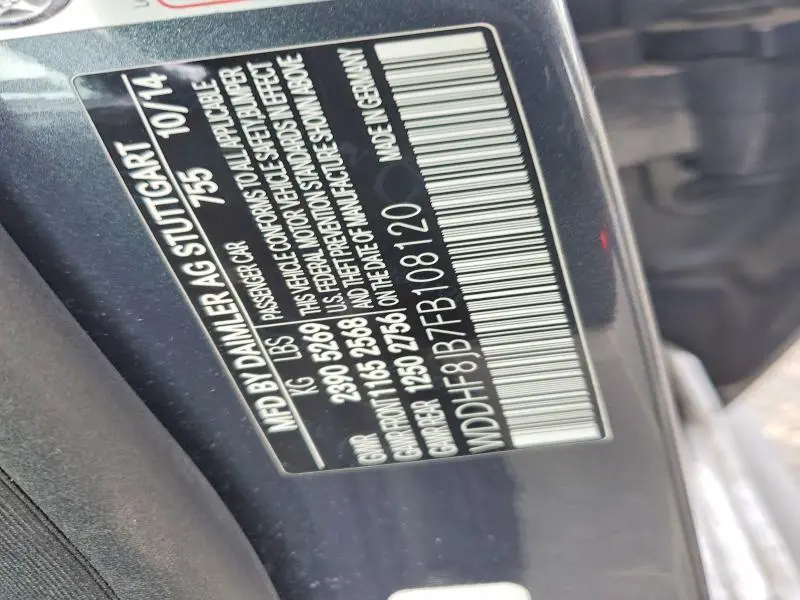 MFD BY DAIMLER AG STUTTGART 10/14
755
KG LBS
GVWR 2390 5269
GAWR FRONT 1165 2568
GAWR REAR 1250 2756
PASSENGER CAR
THIS VEHICLE CONFORMS TO ALL APPLICABLE
U.S. FEDERAL MOTOR VEHICLE SAFETY, BUMPER
AND THEFT PREVENTION STANDARDS IN EFFECT
ON THE DATE OF MANUFACTURE SHOWN ABOVE
WDDHF8JB7FB108120 MADE IN GERMANY